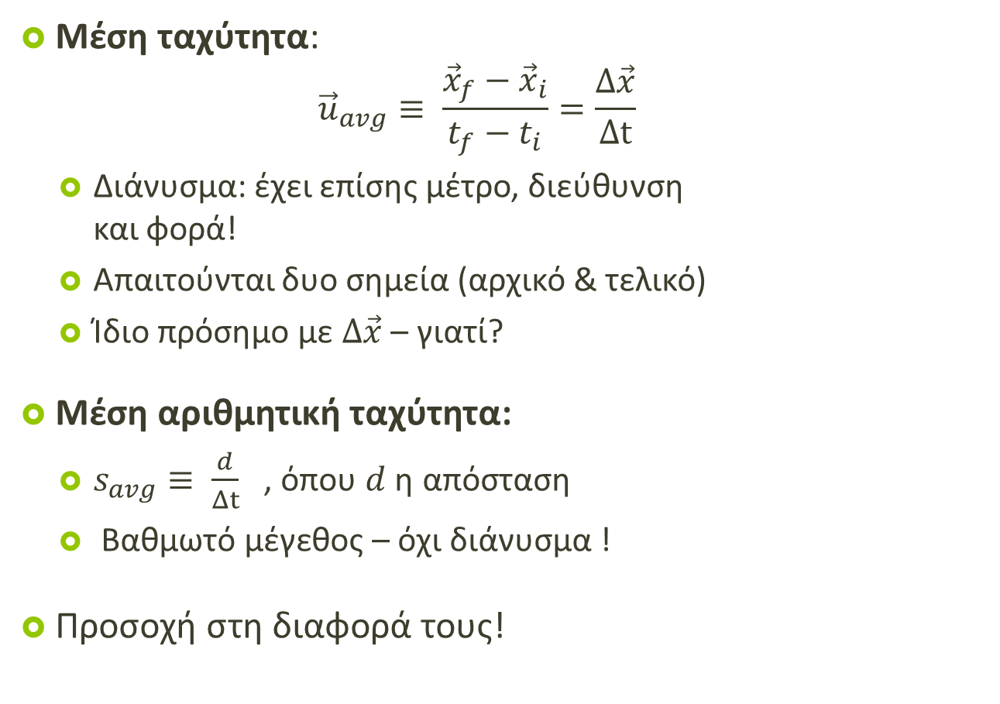 Μέση ταχύτητα:
$\vec{u}_{avg} \equiv \frac{\vec{x}_f - \vec{x}_i}{t_f - t_i} = \frac{\Delta\vec{x}}{\Delta t}$
Διάνυσμα: έχει επίσης μέτρο, διεύθυνση
και φορά!
Απαιτούνται δυο σημεία (αρχικό & τελικό)
Ίδιο πρόσημο με $\Delta\vec{x}$ – γιατί?
Μέση αριθμητική ταχύτητα:
$s_{avg} \equiv \frac{d}{\Delta t}$ , όπου $d$ η απόσταση
Βαθμωτό μέγεθος – όχι διάνυσμα !
Προσοχή στη διαφορά τους!